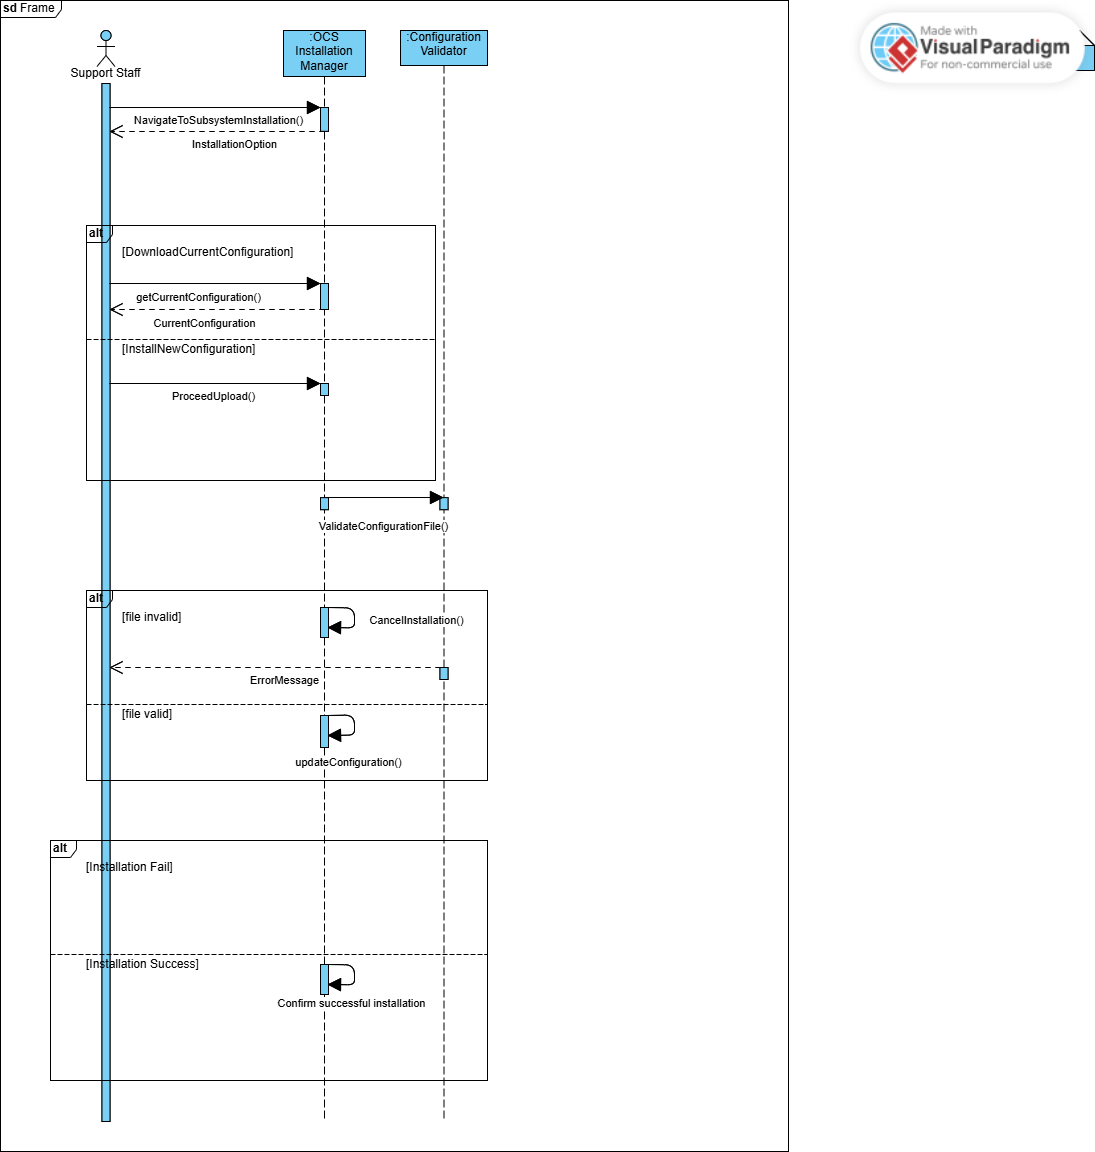 sd Frame
Made with
VisualParadigm
For non-commercial use
Support Staff
:OCS
Installation
Manager
:Configuration
Validator
NavigateToSubsystemInstallation()
InstallationOption
alt
[DownloadCurrentConfiguration]
getCurrentConfiguration()
CurrentConfiguration
[InstallNewConfiguration]
ProceedUpload()
ValidateConfigurationFile()
alt
[file invalid]
CancelInstallation()
ErrorMessage
[file valid]
updateConfiguration()
alt
[Installation Fail]
[Installation Success]
Confirm successful installation